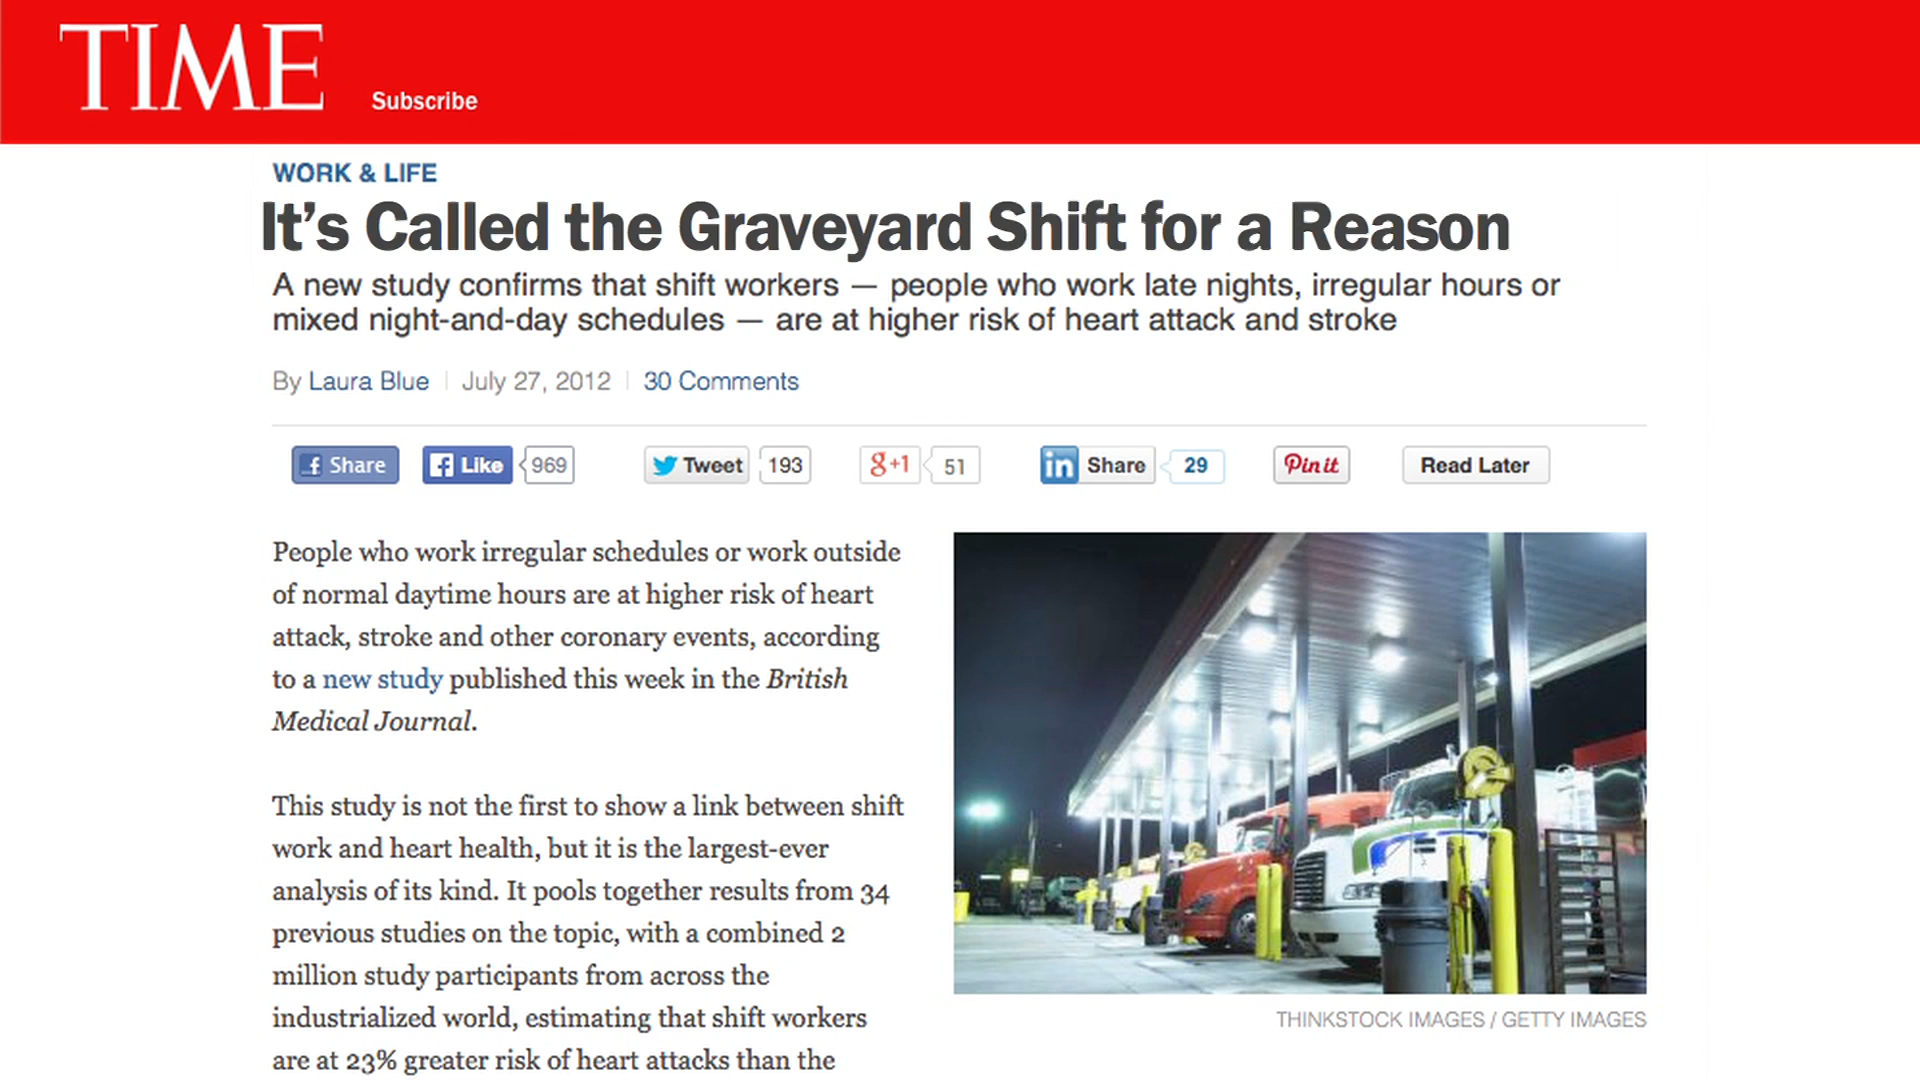 TIME
Subscribe
WORK & LIFE
It’s Called the Graveyard Shift for a Reason
A new study confirms that shift workers — people who work late nights, irregular hours or
mixed night-and-day schedules — are at higher risk of heart attack and stroke
By Laura Blue | July 27, 2012 | 30 Comments
f Share
f Like 969
Tweet 193
g+1 51
in Share 29
Pin it
Read Later
People who work irregular schedules or work outside
of normal daytime hours are at higher risk of heart
attack, stroke and other coronary events, according
to a new study published this week in the British
Medical Journal.
This study is not the first to show a link between shift
work and heart health, but it is the largest-ever
analysis of its kind. It pools together results from 34
previous studies on the topic, with a combined 2
million study participants from across the
industrialized world, estimating that shift workers
are at 23% greater risk of heart attacks than the
THINKSTOCK IMAGES / GETTY IMAGES